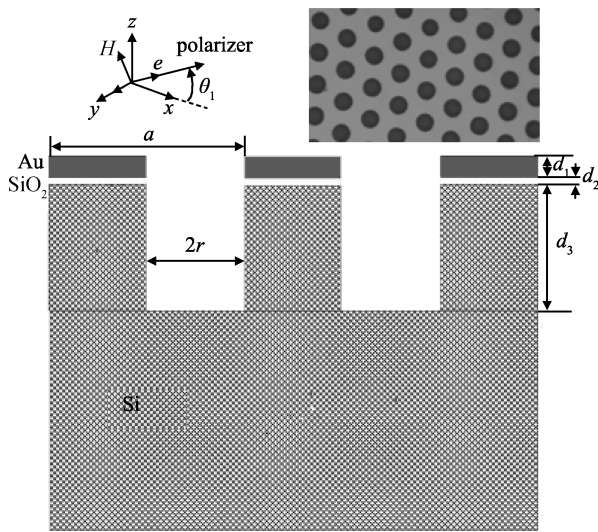 z
H
polarizer
e
θ₁
y
x
a
Au
d₁
d₂
SiO₂
2r
d₃
Si